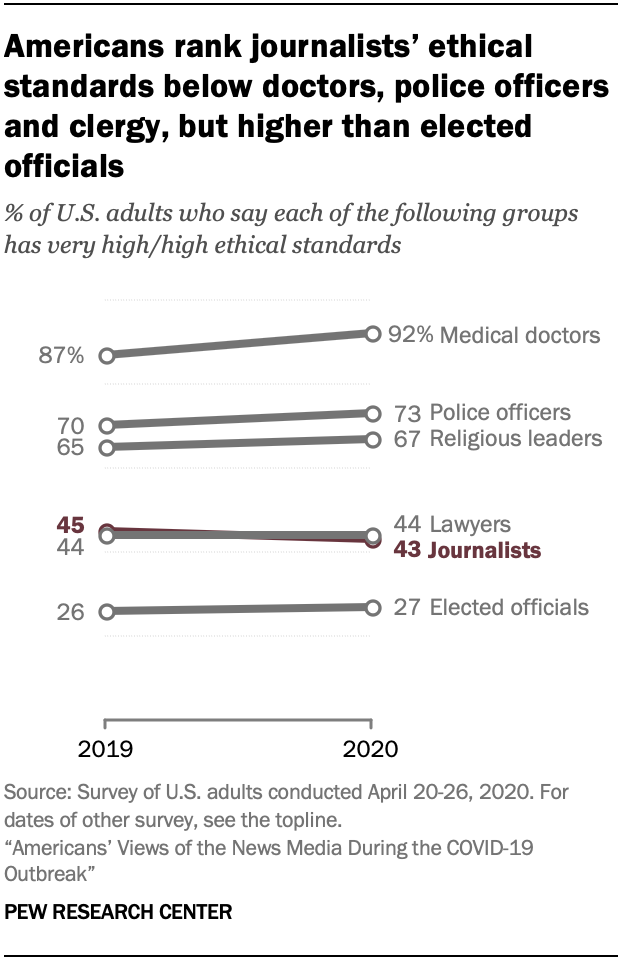 Americans rank journalists’ ethical
standards below doctors, police officers
and clergy, but higher than elected
officials
% of U.S. adults who say each of the following groups
has very high/high ethical standards
87%
92% Medical doctors
70
73 Police officers
65
67 Religious leaders
45
44 Lawyers
44
43 Journalists
26
27 Elected officials
2019
2020
Source: Survey of U.S. adults conducted April 20-26, 2020. For
dates of other survey, see the topline.
“Americans’ Views of the News Media During the COVID-19
Outbreak”
PEW RESEARCH CENTER